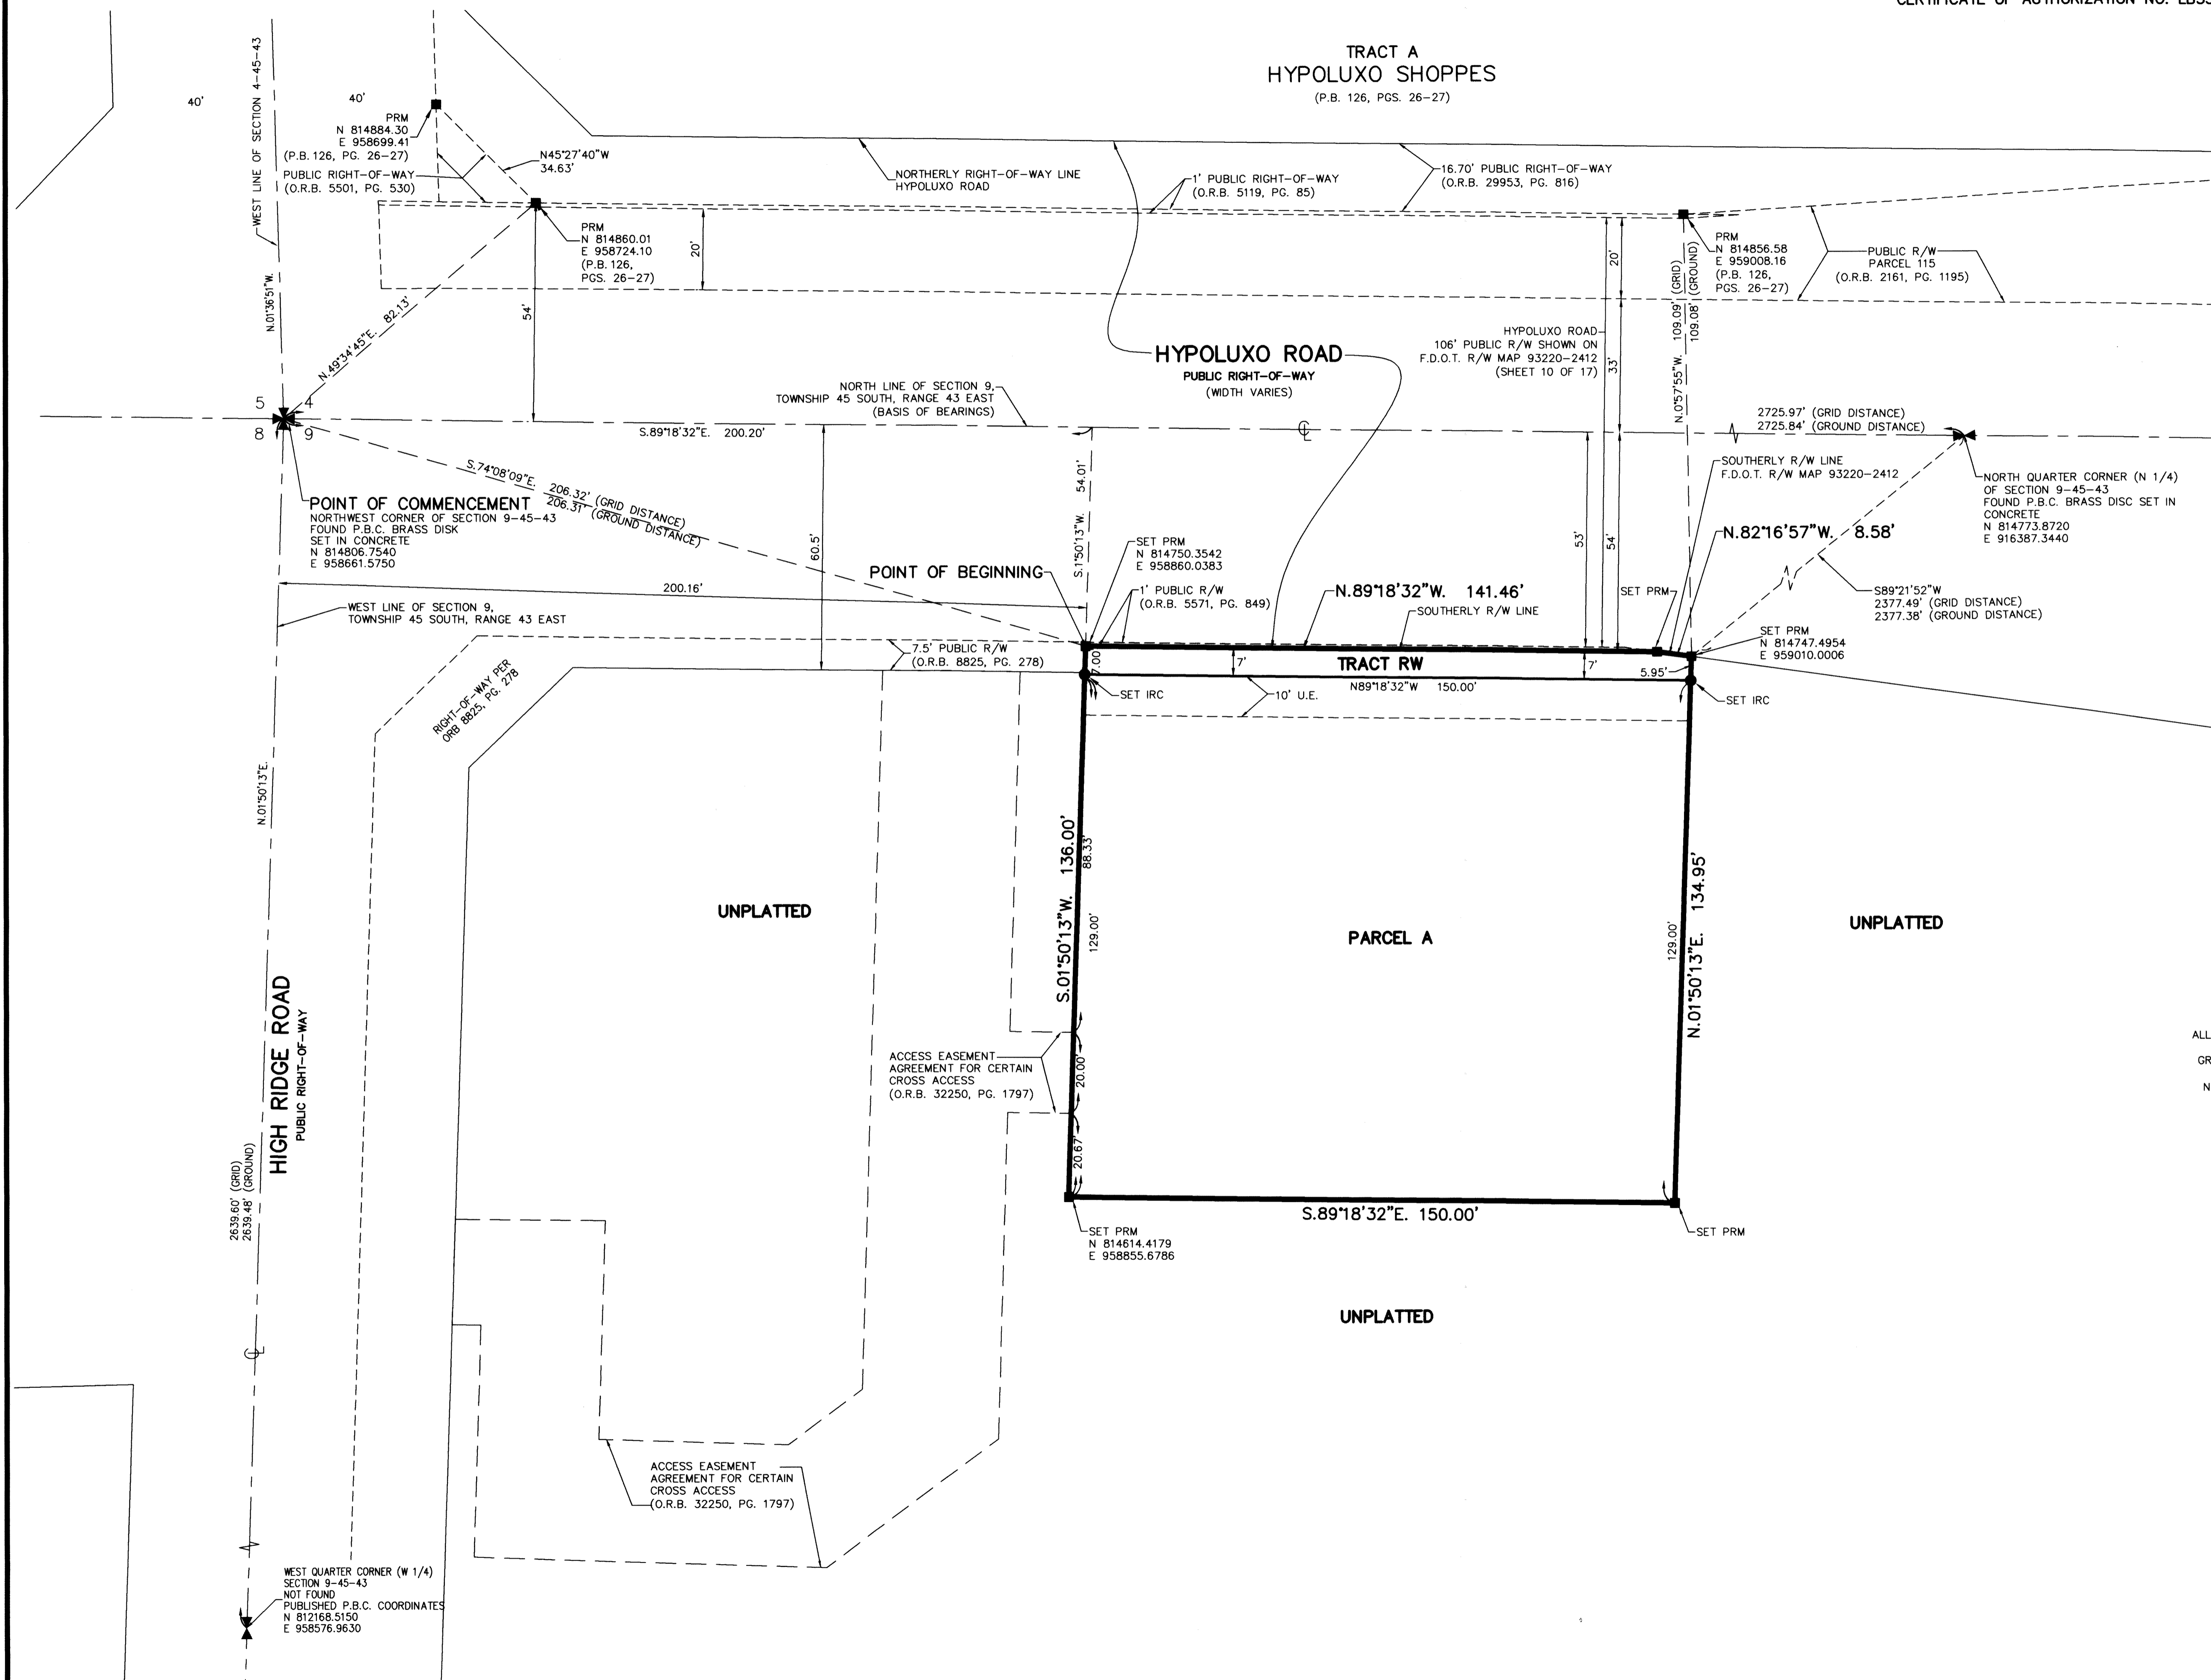 TRACT A
HYPOLUXO SHOPPES
(P.B. 126, PGS. 26-27)
WEST LINE OF SECTION 4-45-43
40'
40'
PRM
N 814884.30
E 958699.41
(P.B. 126, PG. 26-27)
PUBLIC RIGHT-OF-WAY
(O.R.B. 5501, PG. 530)
N45°27'40"W
34.63'
NORTHERLY RIGHT-OF-WAY LINE
HYPOLUXO ROAD
1' PUBLIC RIGHT-OF-WAY
(O.R.B. 5119, PG. 85)
16.70' PUBLIC RIGHT-OF-WAY
(O.R.B. 29953, PG. 816)
PRM
N 814860.01
E 958724.10
(P.B. 126,
PGS. 26-27)
20'
54'
N.01°36'51"W.
N.49°34'45"E. 82.13'
20'
33'
N.0°57'55"W. 109.09' (GRID)
109.08' (GROUND)
PRM
N 814856.58
E 959008.16
(P.B. 126,
PGS. 26-27)
PUBLIC R/W
PARCEL 115
(O.R.B. 2161, PG. 1195)
HYPOLUXO ROAD
106' PUBLIC R/W SHOWN ON
F.D.O.T. R/W MAP 93220-2412
(SHEET 10 OF 17)
HYPOLUXO ROAD
PUBLIC RIGHT-OF-WAY
(WIDTH VARIES)
NORTH LINE OF SECTION 9,
TOWNSHIP 45 SOUTH, RANGE 43 EAST
(BASIS OF BEARINGS)
5 4
8 9
S.89°18'32"E. 200.20'
2725.97' (GRID DISTANCE)
2725.84' (GROUND DISTANCE)
S.74°08'09"E. 206.32' (GRID DISTANCE)
206.31' (GROUND DISTANCE)
POINT OF COMMENCEMENT
NORTHWEST CORNER OF SECTION 9-45-43
FOUND P.B.C. BRASS DISK
SET IN CONCRETE
N 814806.7540
E 958661.5750
60.5'
S.1°50'13"W. 54.01'
53'
54'
SOUTHERLY R/W LINE
F.D.O.T. R/W MAP 93220-2412
NORTH QUARTER CORNER (N 1/4)
OF SECTION 9-45-43
FOUND P.B.C. BRASS DISC SET IN
CONCRETE
N 814773.8720
E 916387.3440
N.82°16'57"W. 8.58'
SET PRM
N 814750.3542
E 958860.0383
POINT OF BEGINNING
200.16'
1' PUBLIC R/W
(O.R.B. 5571, PG. 849)
N.89°18'32"W. 141.46'
SOUTHERLY R/W LINE
SET PRM
S89°21'52"W
2377.49' (GRID DISTANCE)
2377.38' (GROUND DISTANCE)
WEST LINE OF SECTION 9,
TOWNSHIP 45 SOUTH, RANGE 43 EAST
SET PRM
N 814747.4954
E 959010.0006
7.5' PUBLIC R/W
(O.R.B. 8825, PG. 278)
7.00'
7'
TRACT RW
7'
5.95'
RIGHT-OF-WAY PER
ORB 8825, PG. 278
SET IRC
10' U.E.
N89°18'32"W 150.00'
SET IRC
N.01°50'13"E.
S.01°50'13"W. 136.00'
88.33'
129.00'
UNPLATTED
PARCEL A
129.00'
N.01°50'13"E. 134.95'
UNPLATTED
HIGH RIDGE ROAD
PUBLIC RIGHT-OF-WAY
ACCESS EASEMENT
AGREEMENT FOR CERTAIN
CROSS ACCESS
(O.R.B. 32250, PG. 1797)
20.00'
20.67'
ALL
GR
N
2639.60' (GRID)
2639.48' (GROUND)
S.89°18'32"E. 150.00'
SET PRM
N 814614.4179
E 958855.6786
SET PRM
UNPLATTED
ACCESS EASEMENT
AGREEMENT FOR CERTAIN
CROSS ACCESS
(O.R.B. 32250, PG. 1797)
WEST QUARTER CORNER (W 1/4)
SECTION 9-45-43
NOT FOUND
PUBLISHED P.B.C. COORDINATES
N 812168.5150
E 958576.9630